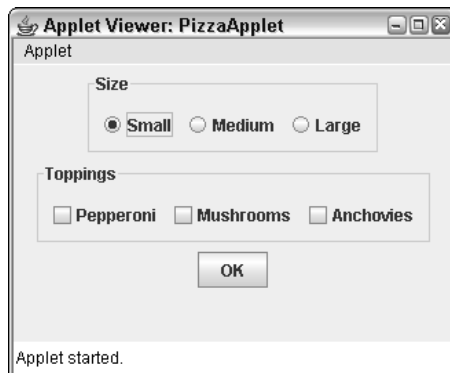 Applet Viewer: PizzaApplet
Applet
Size
Small Medium Large
Toppings
Pepperoni Mushrooms Anchovies
OK
Applet started.